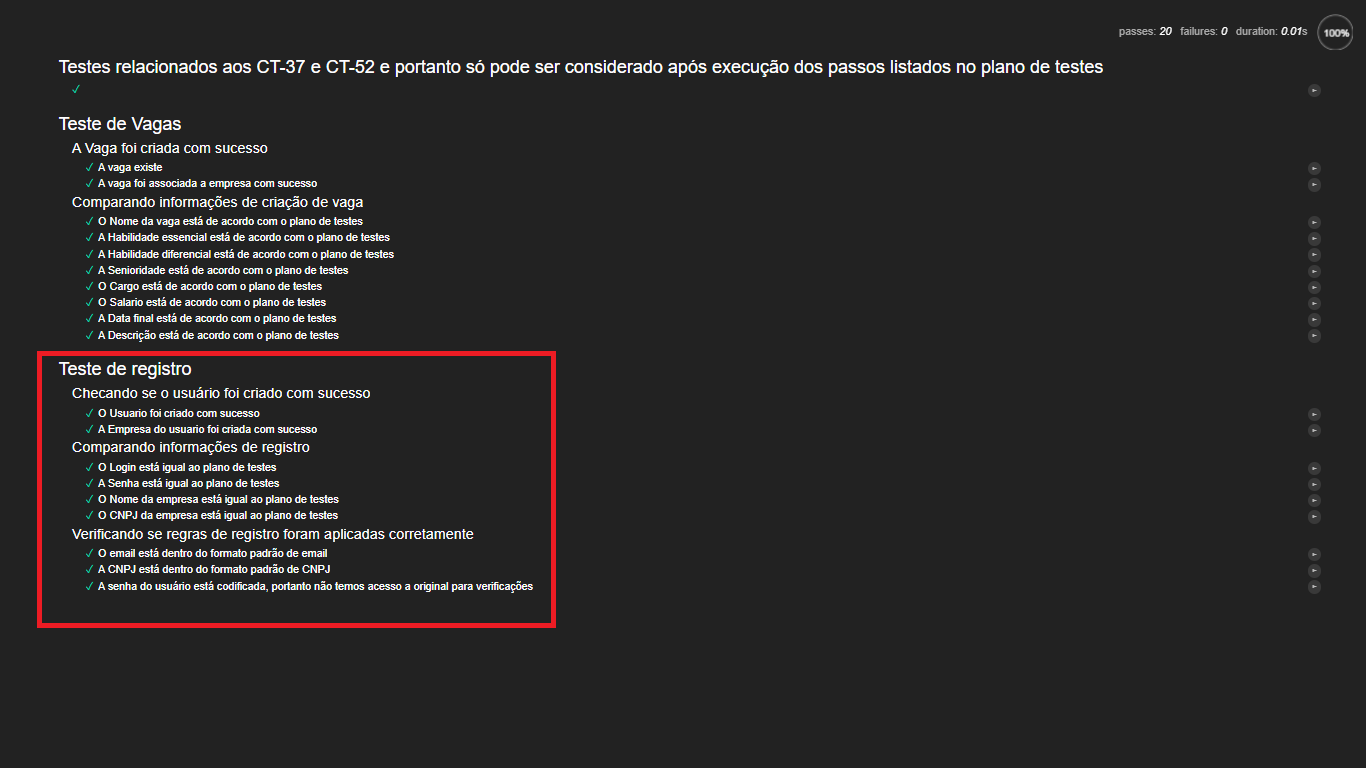 passes: 20 failures: 0 duration: 0.01s 100%
Testes relacionados aos CT-37 e CT-52 e portanto só pode ser considerado após execução dos passos listados no plano de testes
✓
Teste de Vagas
A Vaga foi criada com sucesso
✓ A vaga existe
✓ A vaga foi associada a empresa com sucesso
Comparando informações de criação de vaga
✓ O Nome da vaga está de acordo com o plano de testes
✓ A Habilidade essencial está de acordo com o plano de testes
✓ A Habilidade diferencial está de acordo com o plano de testes
✓ A Senioridade está de acordo com o plano de testes
✓ O Cargo está de acordo com o plano de testes
✓ O Salario está de acordo com o plano de testes
✓ A Data final está de acordo com o plano de testes
✓ A Descrição está de acordo com o plano de testes
Teste de registro
Checando se o usuário foi criado com sucesso
✓ O Usuario foi criado com sucesso
✓ A Empresa do usuario foi criada com sucesso
Comparando informações de registro
✓ O Login está igual ao plano de testes
✓ A Senha está igual ao plano de testes
✓ O Nome da empresa está igual ao plano de testes
✓ O CNPJ da empresa está igual ao plano de testes
Verificando se regras de registro foram aplicadas corretamente
✓ O email está dentro do formato padrão de email
✓ A CNPJ está dentro do formato padrão de CNPJ
✓ A senha do usuário está codificada, portanto não temos acesso a original para verificações